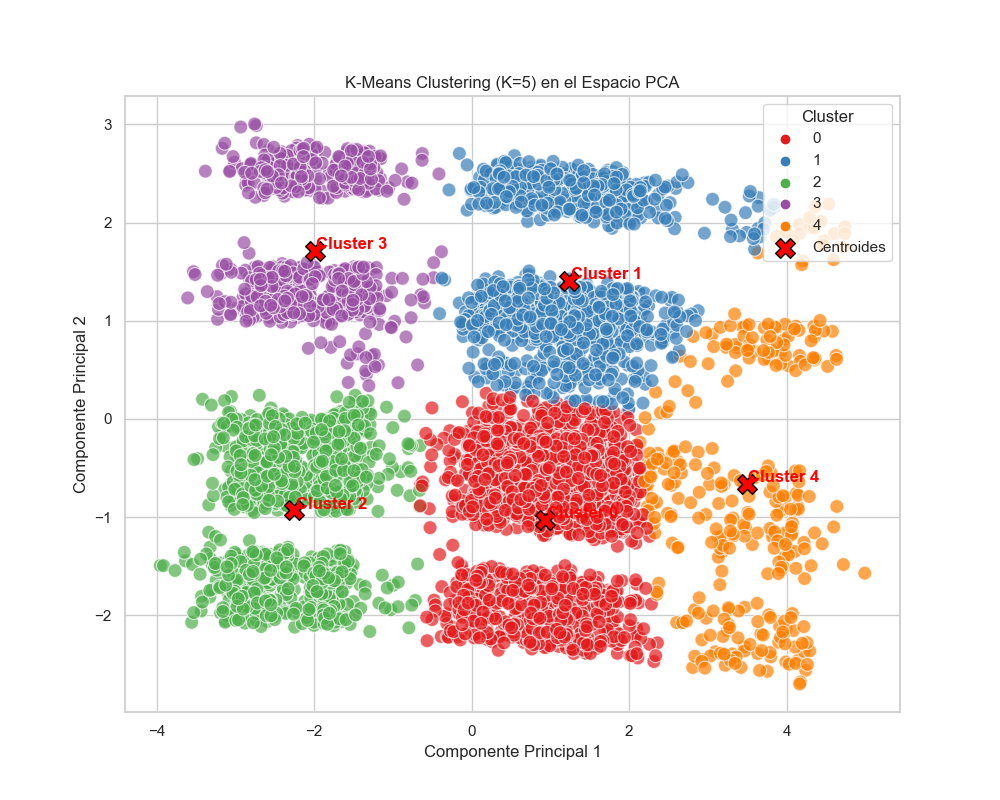 K-Means Clustering (K=5) en el Espacio PCA
Componente Principal 2
3
2
1
0
−1
−2
Cluster
0
1
2
3
4
Centroides
Cluster 3
Cluster 1
Cluster 4
Cluster 2
Cluster 0
−4
−2
0
2
4
Componente Principal 1